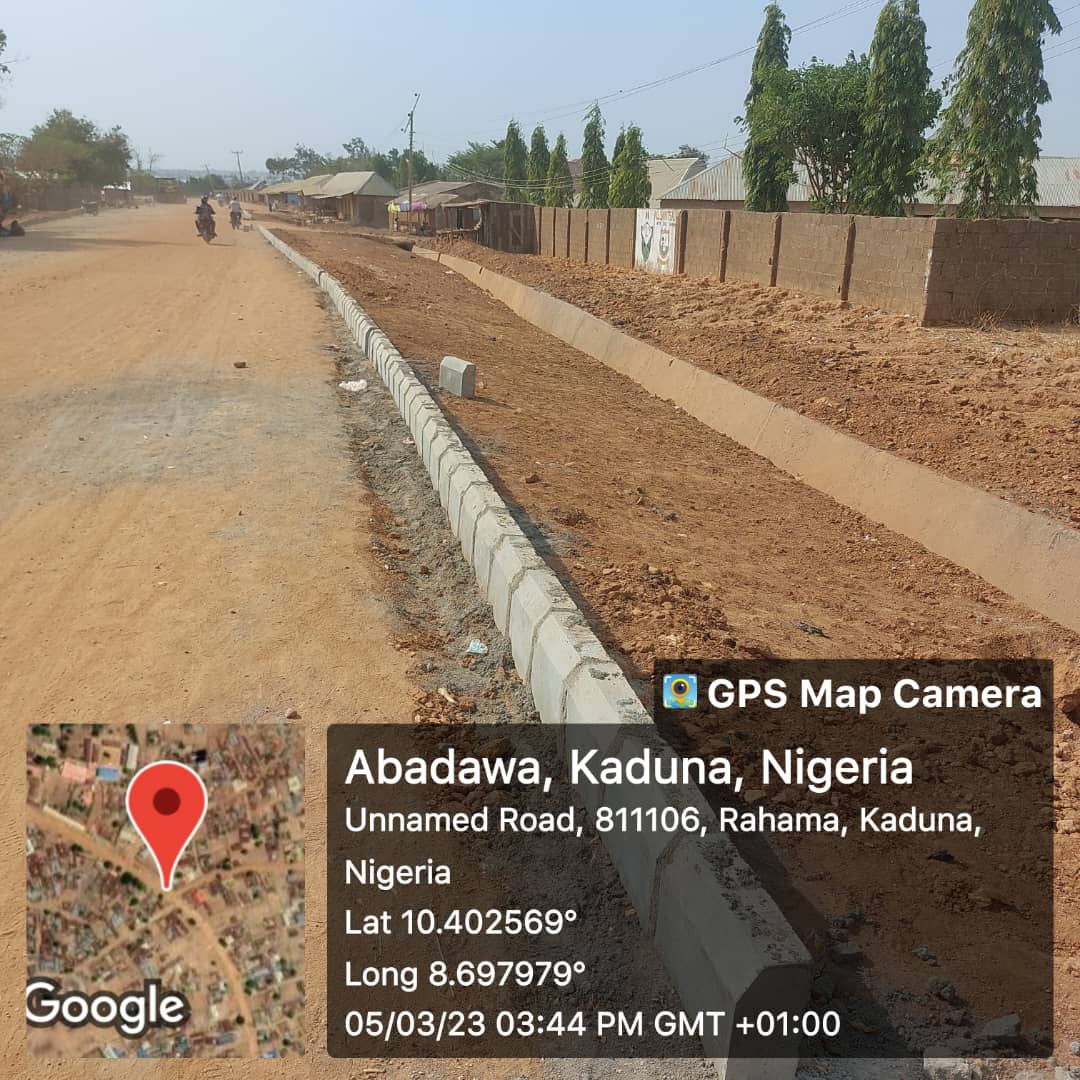 GPS Map Camera
Abadawa, Kaduna, Nigeria
Unnamed Road, 811106, Rahama, Kaduna,
Nigeria
Lat 10.402569°
Long 8.697979°
05/03/23 03:44 PM GMT +01:00
Google